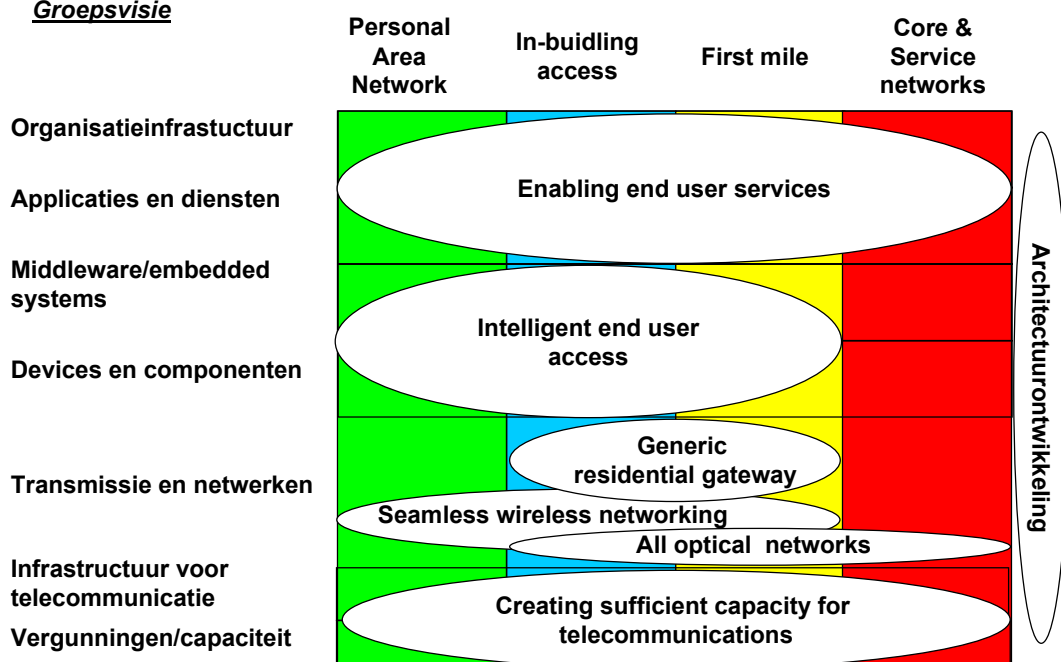 Groepsvisie
Personal
Area
Network
In-buidling
access
First mile
Core &
Service
networks
Organisatieinfrastuctuur
Applicaties en diensten
Middleware/embedded
systems
Devices en componenten
Transmissie en netwerken
Infrastructuur voor
telecommunicatie
Vergunningen/capaciteit
Enabling end user services
Intelligent end user
access
Generic
residential gateway
Seamless wireless networking
All optical networks
Creating sufficient capacity for
telecommunications
Architectuurontwikkeling